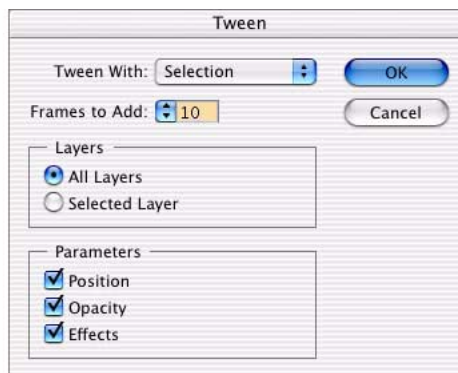 Tween
Tween With: Selection
OK
Frames to Add: 10
Cancel
Layers
All Layers
Selected Layer
Parameters
Position
Opacity
Effects